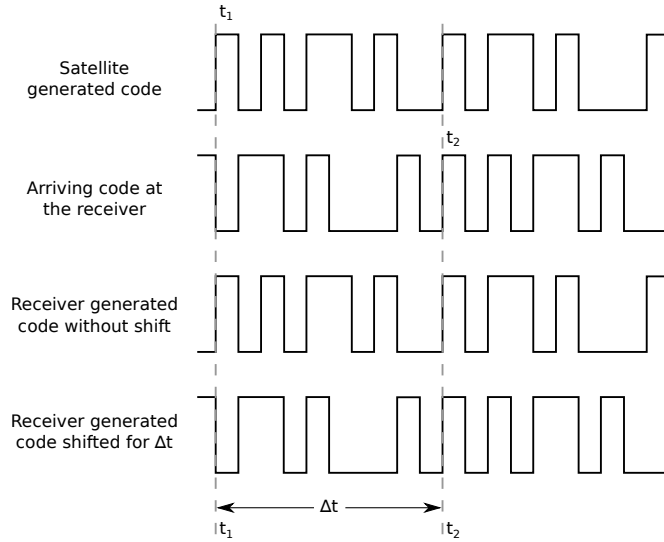 t1
Satellite
generated code
t2
Arriving code at
the receiver
Receiver generated
code without shift
Receiver generated
code shifted for Δt
Δt
t1
t2